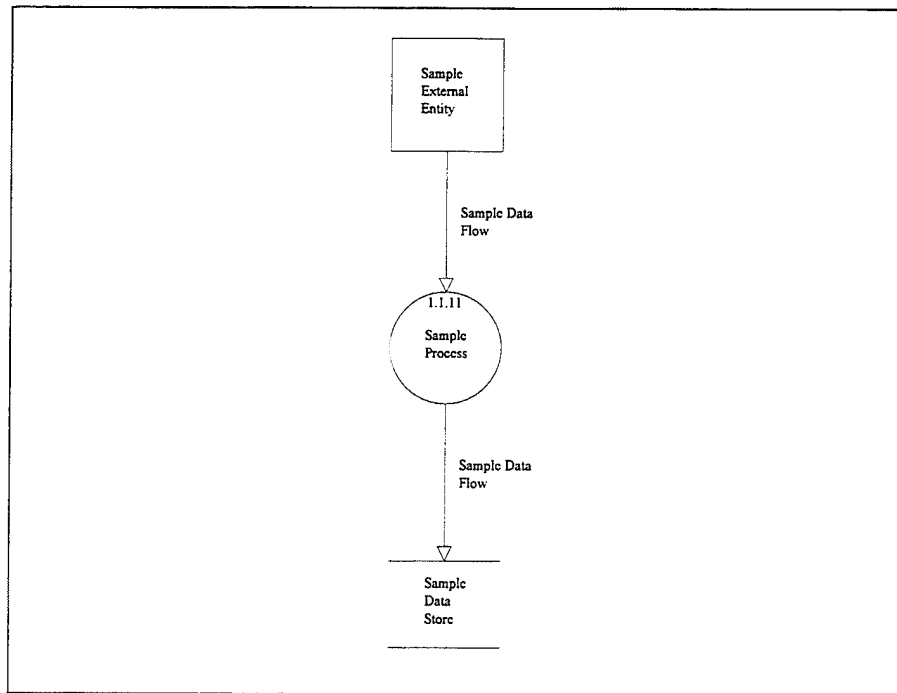 Sample
External
Entity
Sample Data
Flow
1.1.11
Sample
Process
Sample Data
Flow
Sample
Data
Store